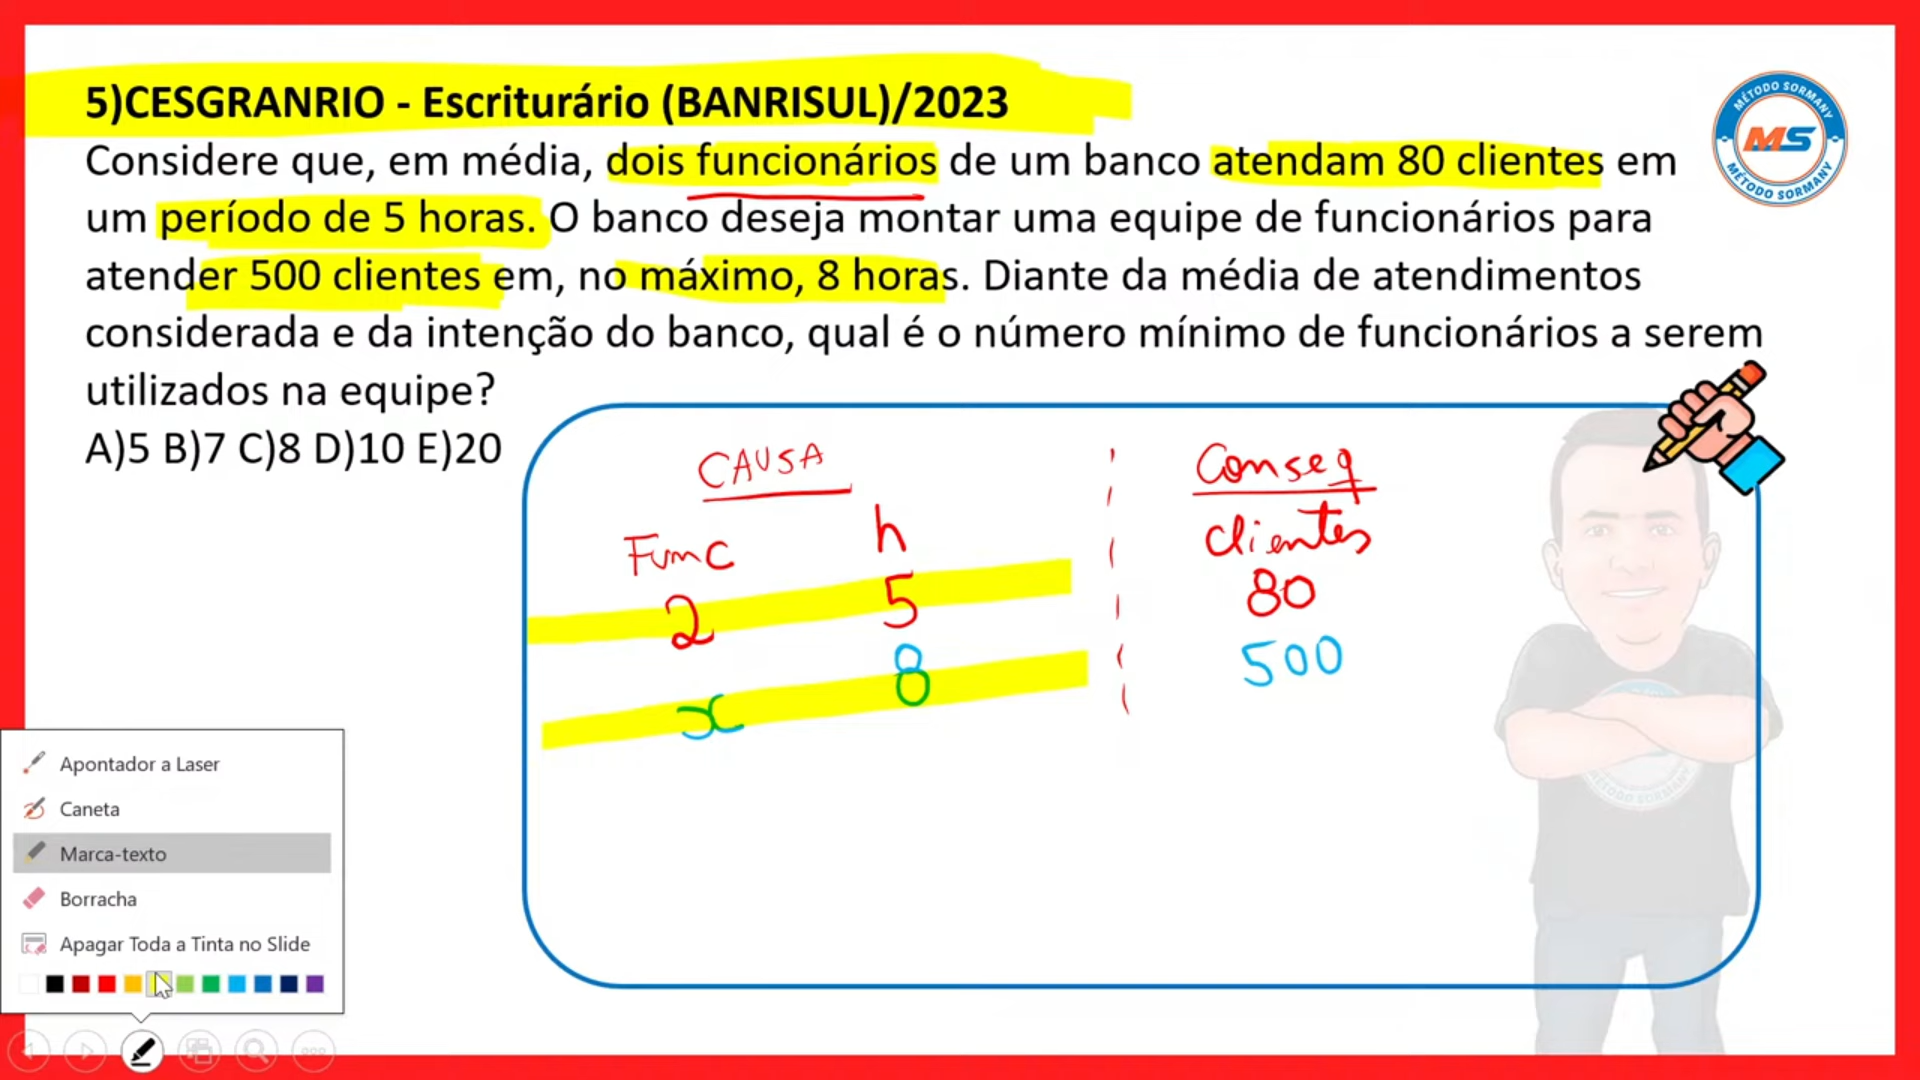 5)CESGRANRIO - Escriturário (BANRISUL)/2023
Considere que, em média, dois funcionários de um banco atendam 80 clientes em
um período de 5 horas. O banco deseja montar uma equipe de funcionários para
atender 500 clientes em, no máximo, 8 horas. Diante da média de atendimentos
considerada e da intenção do banco, qual é o número mínimo de funcionários a serem
utilizados na equipe?
A)5 B)7 C)8 D)10 E)20
MÉTODO SORMANY
MS
MÉTODO SORMANY
CAUSA Conseq
Func h clientes
2 5 80
x 8 500
MÉTODO SORMANY
Apontador a Laser
Caneta
Marca-texto
Borracha
Apagar Toda a Tinta no Slide